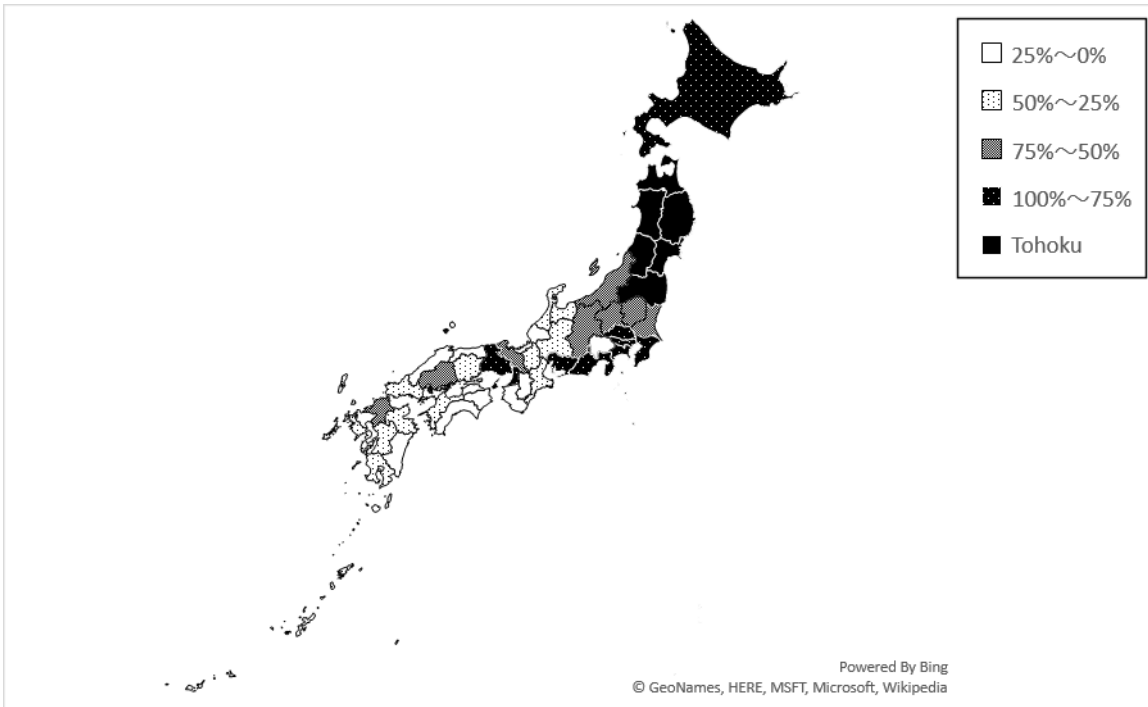 25%～0%
50%～25%
75%～50%
100%～75%
Tohoku
Powered By Bing
© GeoNames, HERE, MSFT, Microsoft, Wikipedia